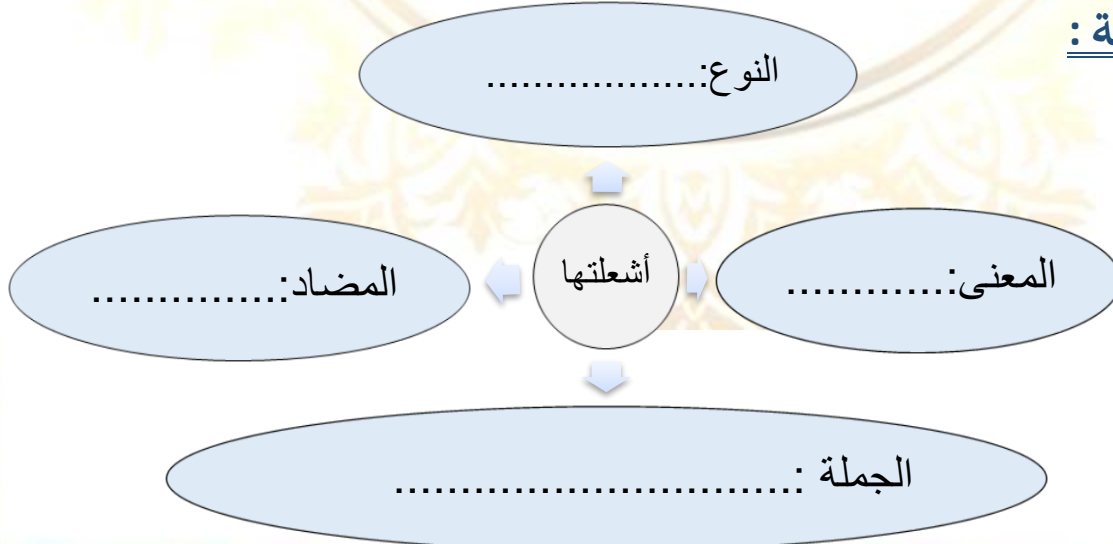 ة :
النوع:...................
أشعلتها
المعنى:.............
المضاد:...............
الجملة :..............................